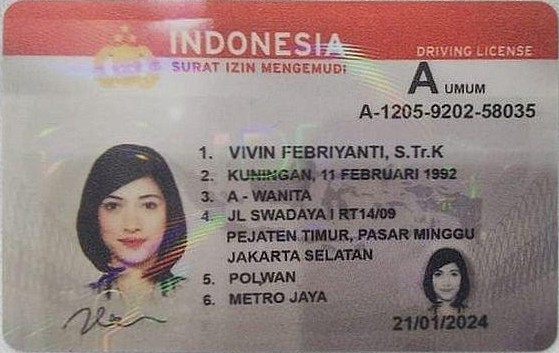 INDONESIA
SURAT IZIN MENGEMUDI
DRIVING LICENSE
A UMUM
A-1205-9202-58035
1. VIVIN FEBRIYANTI, S.Tr.K
2. KUNINGAN, 11 FEBRUARI 1992
3. A - WANITA
4. JL SWADAYA I RT14/09
PEJATEN TIMUR, PASAR MINGGU
JAKARTA SELATAN
5. POLWAN
6. METRO JAYA
21/01/2024